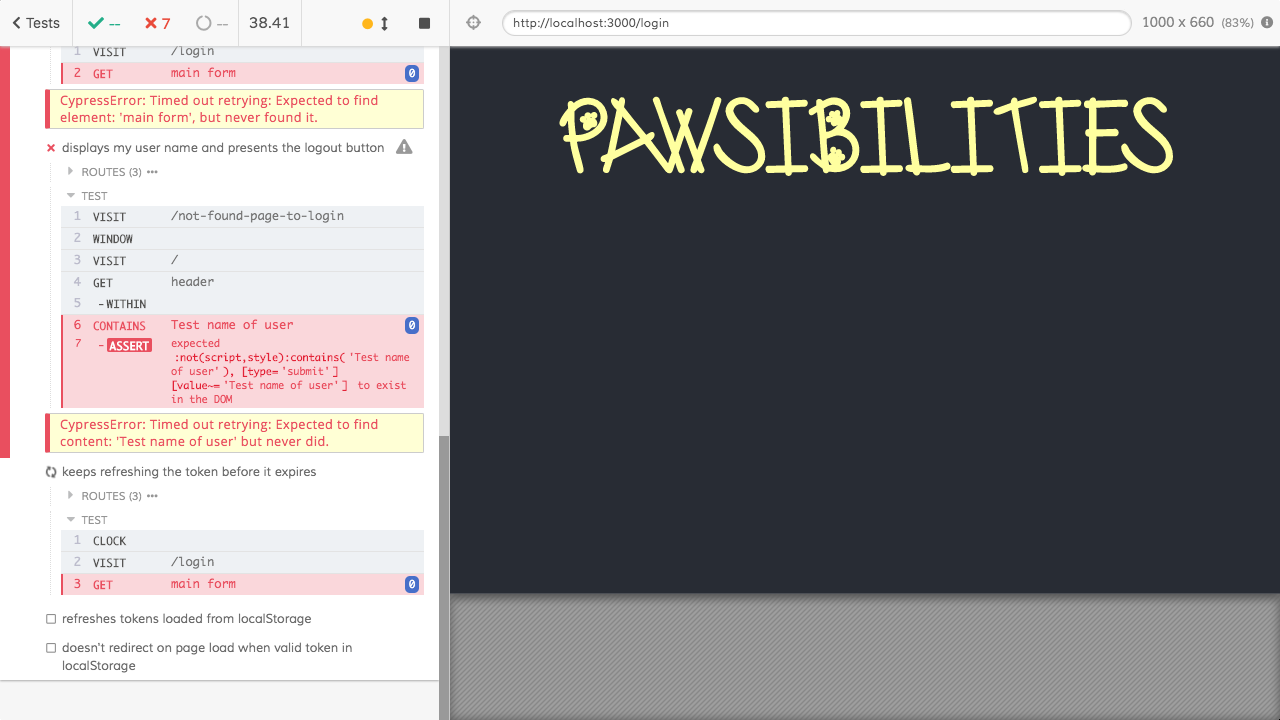 Tests
--
7
--
38.41
http://localhost:3000/login
1000 x 660 (83%)
1 VISIT /login
2 GET main form 0
CypressError: Timed out retrying: Expected to find
element: 'main form', but never found it.
displays my user name and presents the logout button
ROUTES (3)
TEST
1 VISIT /not-found-page-to-login
2 WINDOW
3 VISIT /
4 GET header
5 -WITHIN
6 CONTAINS Test name of user 0
7 -ASSERT expected
:not(script,style):contains('Test name
of user'), [type='submit']
[value~='Test name of user'] to exist
in the DOM
CypressError: Timed out retrying: Expected to find
content: 'Test name of user' but never did.
keeps refreshing the token before it expires
ROUTES (3)
TEST
1 CLOCK
2 VISIT /login
3 GET main form 0
refreshes tokens loaded from localStorage
doesn't redirect on page load when valid token in
localStorage
PAWSIBILITIES